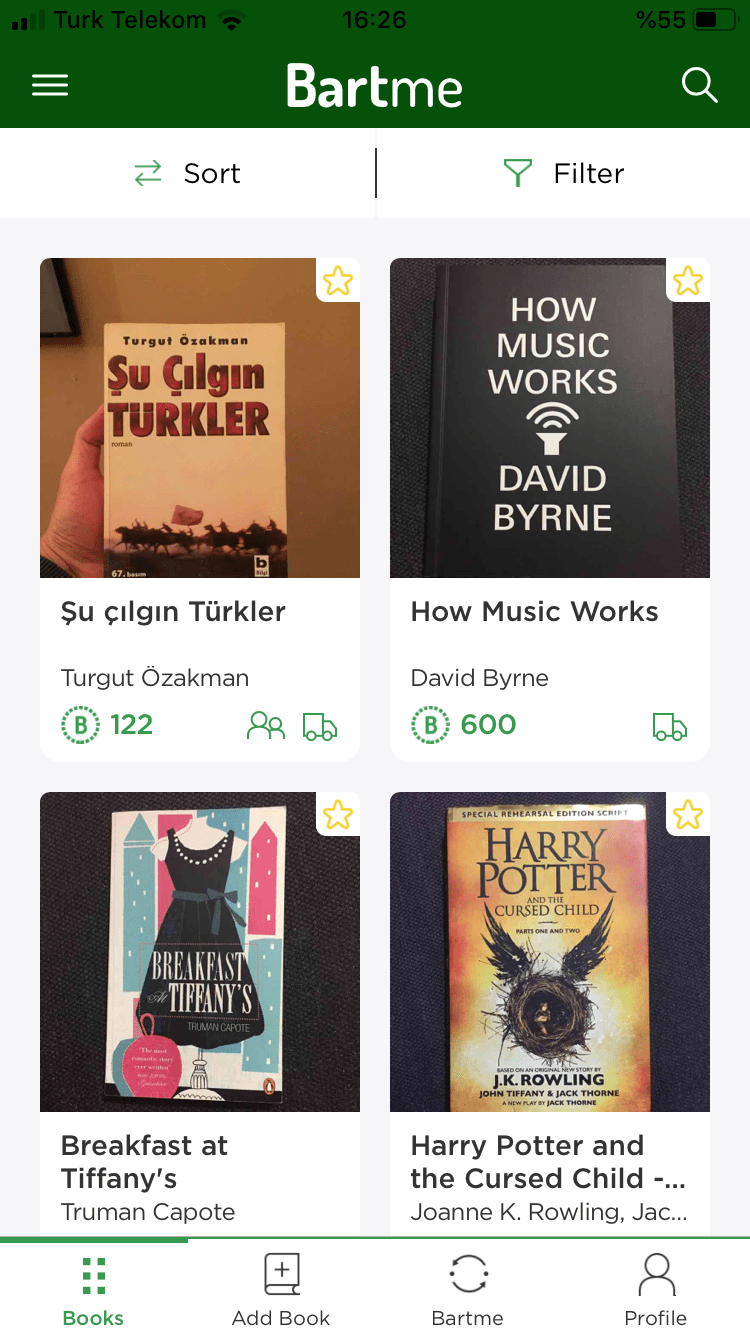 Turk Telekom 16:26 %55
Bartme
Sort Filter
Turgut Özakman
Şu Çılgın
TÜRKLER
roman
67. basım
b
Bilgi
HOW
MUSIC
WORKS
DAVID
BYRNE
Şu çılgın Türkler
Turgut Özakman
B 122
How Music Works
David Byrne
B 600
BREAKFAST
At TIFFANY'S
TRUMAN CAPOTE
"The most
romantic story
ever written"
SPECIAL REHEARSAL EDITION SCRIPT
HARRY
POTTER
AND THE
CURSED CHILD
PARTS ONE AND TWO
BASED ON AN ORIGINAL NEW STORY BY
J.K. ROWLING
JOHN TIFFANY & JACK THORNE
A NEW PLAY BY JACK THORNE
Breakfast at
Tiffany's
Truman Capote
Harry Potter and
the Cursed Child -...
Joanne K. Rowling, Jac...
Books Add Book Bartme Profile